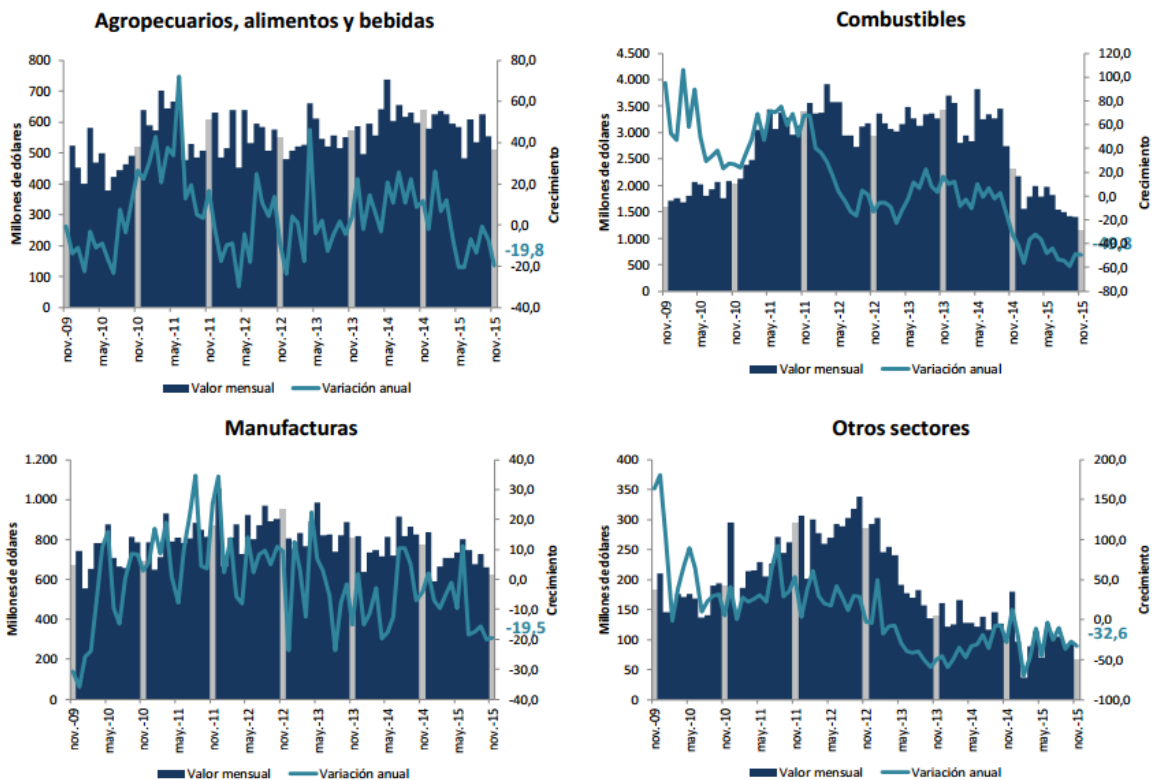 Agropecuarios, alimentos y bebidas
Millones de dólares
800
700
600
500
400
300
200
100
0
80,0
60,0
40,0
20,0
0,0
-20,0
-40,0
Crecimiento
-19,8
nov.-09
may.-10
nov.-10
may.-11
nov.-11
may.-12
nov.-12
may.-13
nov.-13
may.-14
nov.-14
may.-15
nov.-15
Valor mensual
Variación anual
Combustibles
Millones de dólares
4.500
4.000
3.500
3.000
2.500
2.000
1.500
1.000
500
0
120,0
100,0
80,0
60,0
40,0
20,0
0,0
-20,0
-60,0
-80,0
Crecimiento
-49,8
nov.-09
may.-10
nov.-10
may.-11
nov.-11
may.-12
nov.-12
may.-13
nov.-13
may.-14
nov.-14
may.-15
nov.-15
Valor mensual
Variación anual
Manufacturas
Millones de dólares
1.200
1.000
800
600
400
200
0
40,0
30,0
20,0
10,0
0,0
-10,0
-20,0
-30,0
-40,0
Crecimiento
-19,5
nov.-09
may.-10
nov.-10
may.-11
nov.-11
may.-12
nov.-12
may.-13
nov.-13
may.-14
nov.-14
may.-15
nov.-15
Valor mensual
Variación anual
Otros sectores
Millones de dólares
400
350
300
250
200
150
100
50
0
200,0
150,0
100,0
50,0
0,0
-50,0
-100,0
Crecimiento
-32,6
nov.-09
may.-10
nov.-10
may.-11
nov.-11
may.-12
nov.-12
may.-13
nov.-13
may.-14
nov.-14
may.-15
nov.-15
Valor mensual
Variación anual